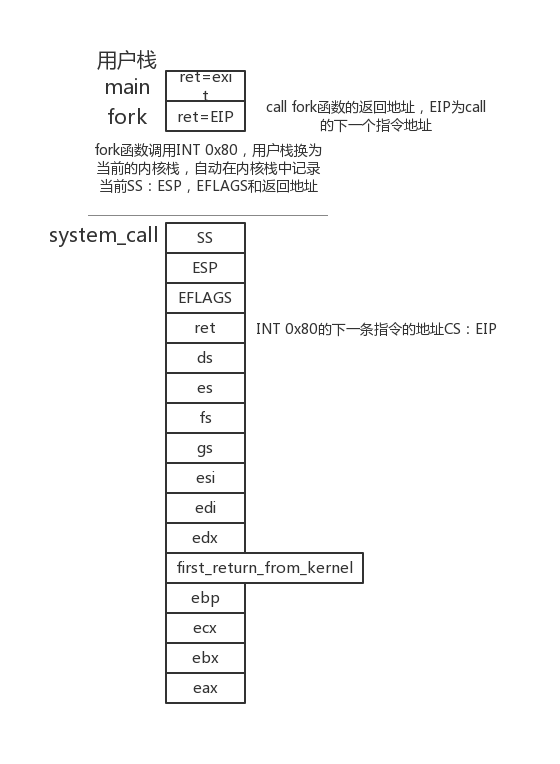 用户栈
main
ret=exi
t
fork
ret=EIP
call fork函数的返回地址，EIP为call
的下一个指令地址
fork函数调用INT 0x80，用户栈换为
当前的内核栈，自动在内核栈中记录
当前SS：ESP，EFLAGS和返回地址
system_call
SS
ESP
EFLAGS
ret
INT 0x80的下一条指令的地址CS：EIP
ds
es
fs
gs
esi
edi
edx
first_return_from_kernel
ebp
ecx
ebx
eax